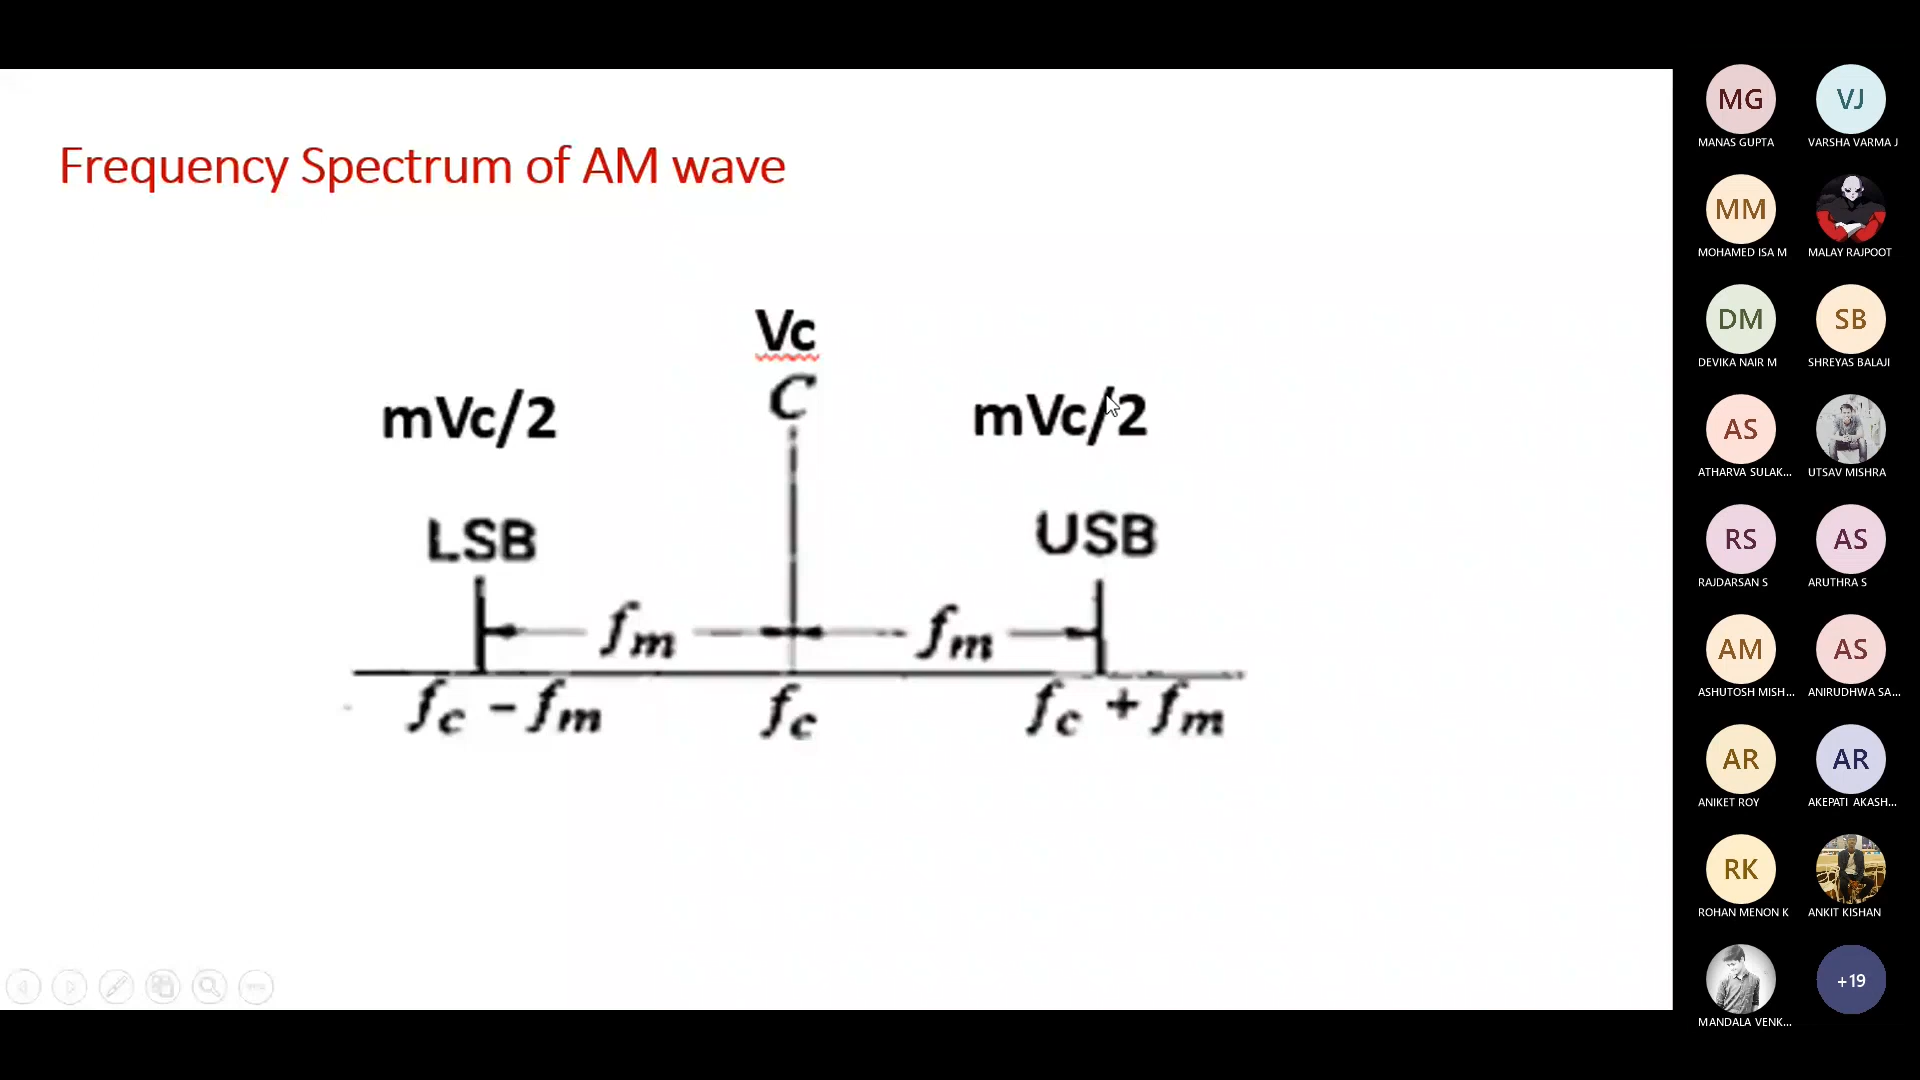 Frequency Spectrum of AM wave
Vc
C
mVc/2
mVc/2
LSB
USB
fm
fm
fc - fm
fc
fc + fm
MG
VJ
MANAS GUPTA
VARSHA VARMA J
MM
MOHAMED ISA M
MALAY RAJPOOT
DM
SB
DEVIKA NAIR M
SHREYAS BALAJI
AS
ATHARVA SULAK...
UTSAV MISHRA
RS
AS
RAJDARSAN S
ARUTHRA S
AM
AS
ASHUTOSH MISH...
ANIRUDHWA SA...
AR
AR
ANIKET ROY
AKEPATI AKASH...
RK
ROHAN MENON K
ANKIT KISHAN
+19
MANDALA VENK...